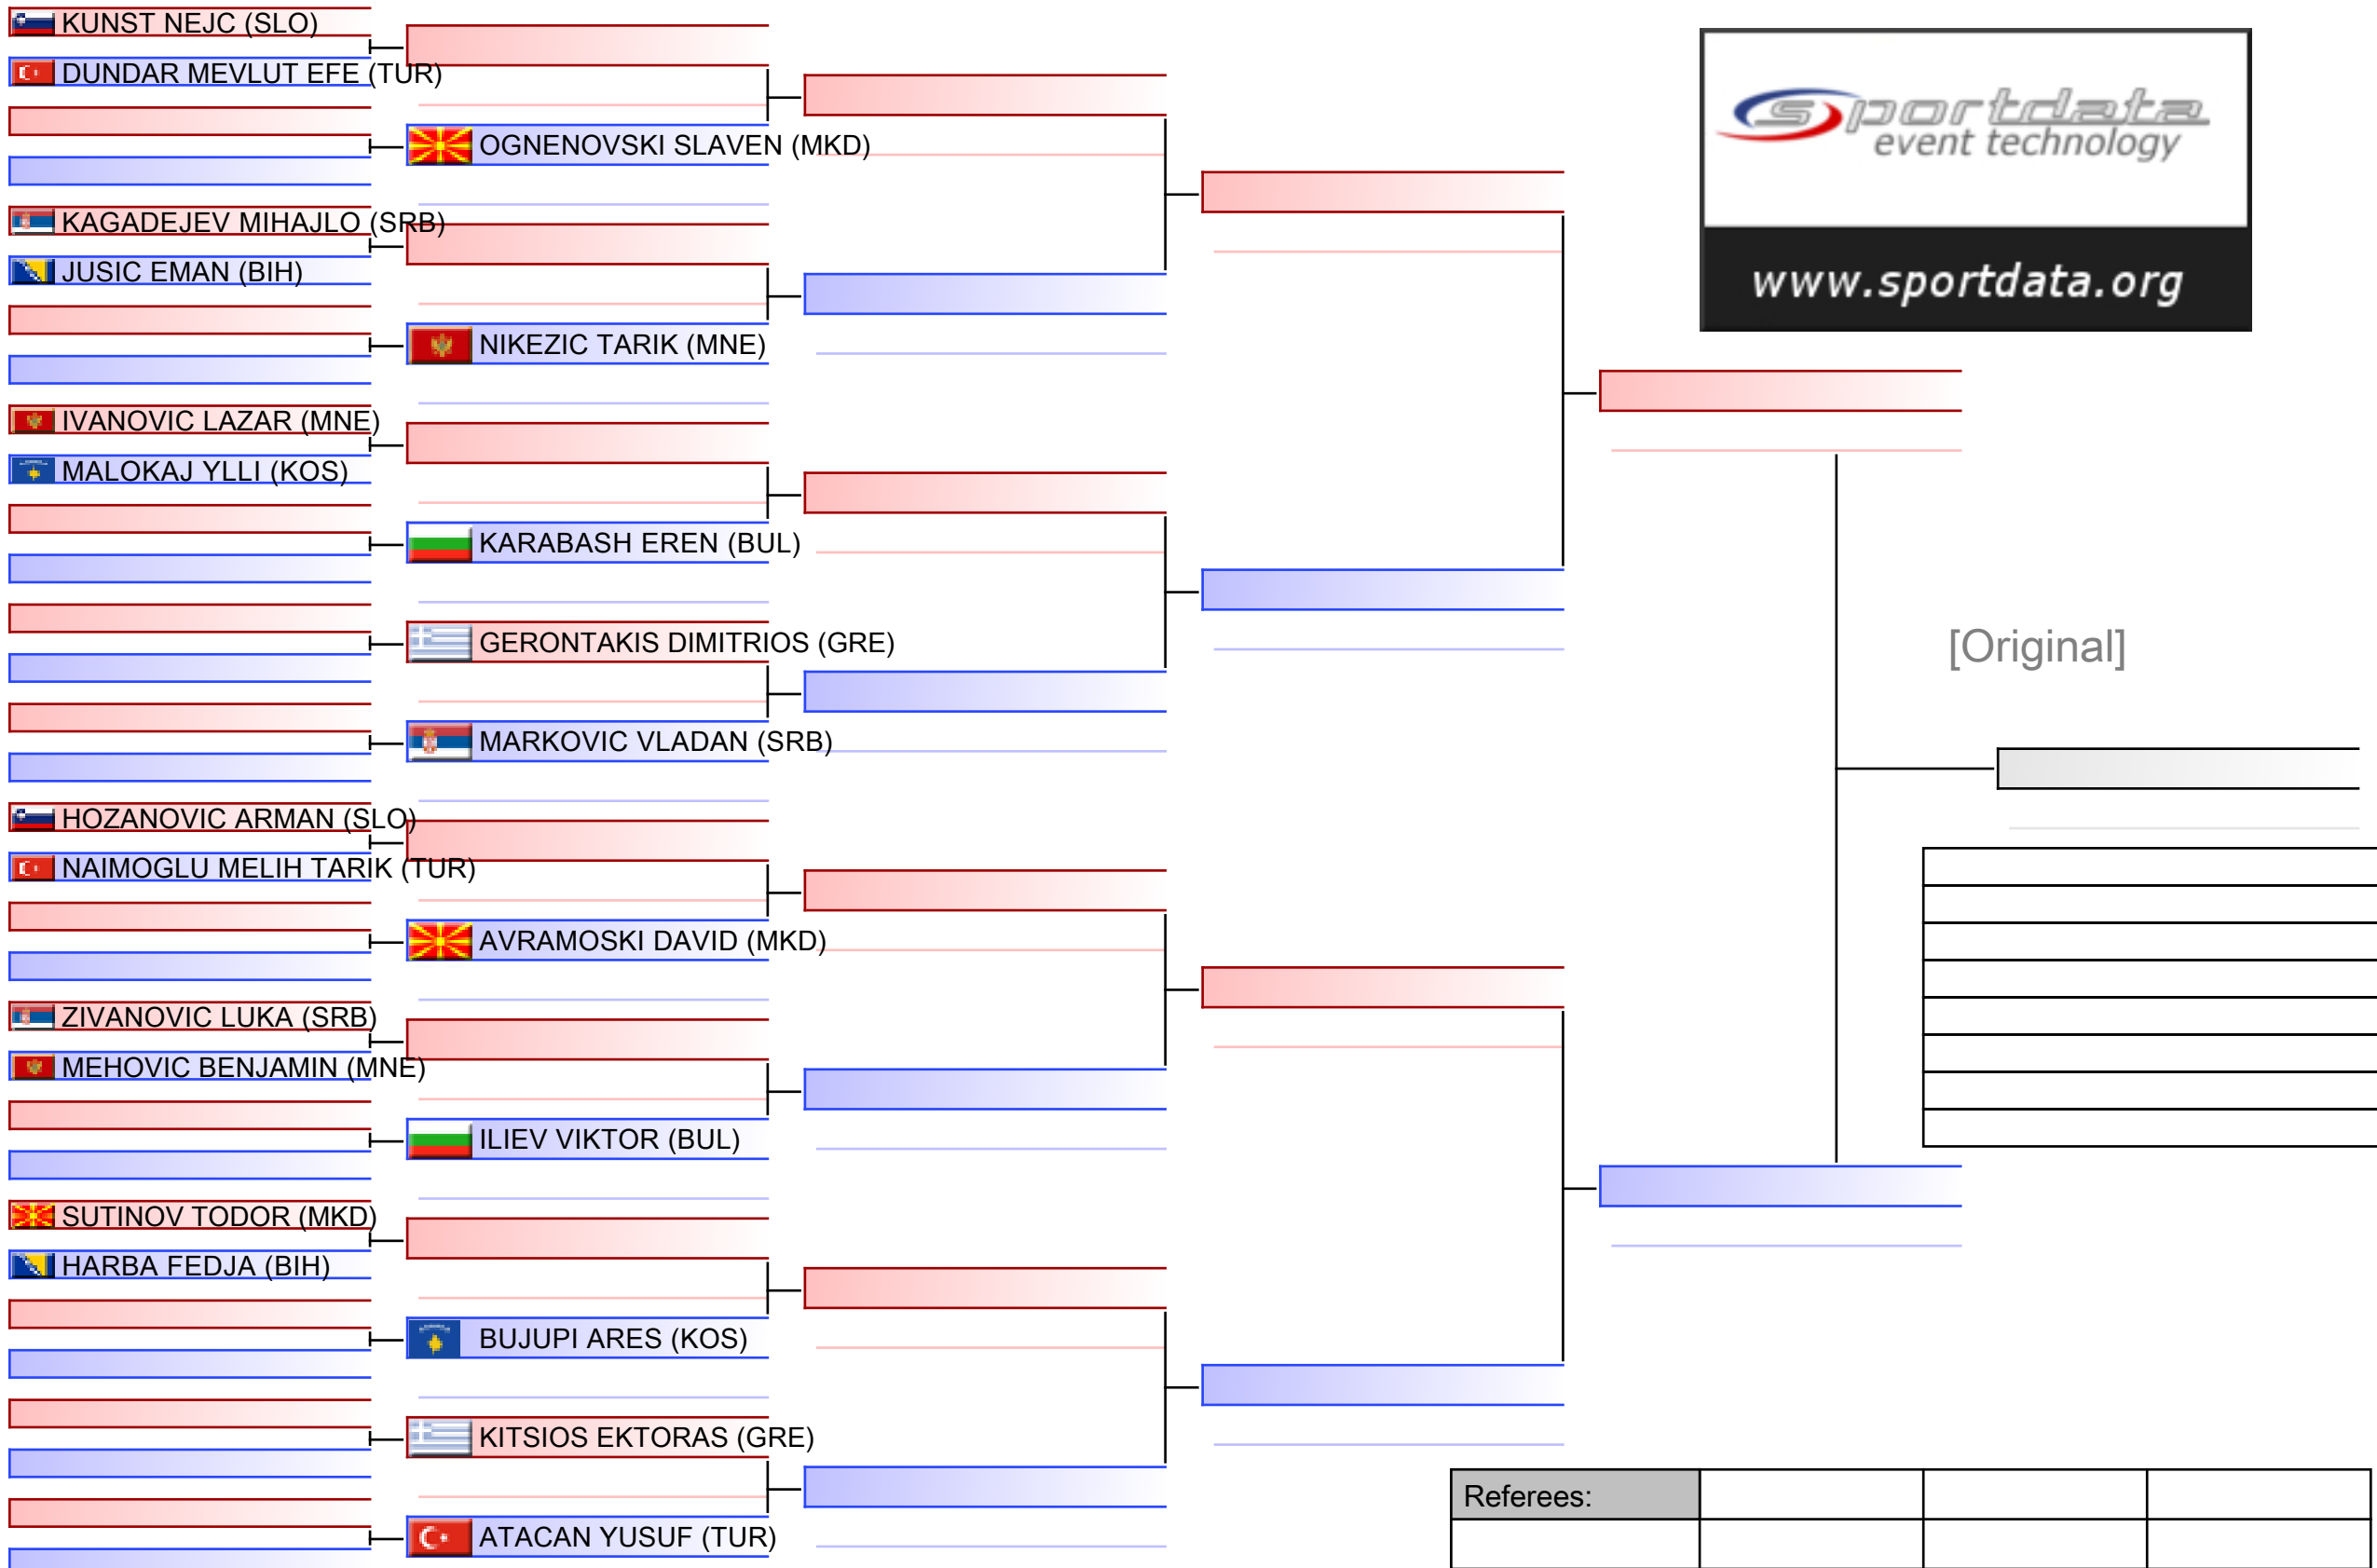 KUNST NEJC (SLO)
DUNDAR MEVLUT EFE (TUR)
OGNENOVSKI SLAVEN (MKD)
KAGADEJEV MIHAJLO (SRB)
JUSIC EMAN (BIH)
NIKEZIC TARIK (MNE)
IVANOVIC LAZAR (MNE)
MALOKAJ YLLI (KOS)
KARABASH EREN (BUL)
GERONTAKIS DIMITRIOS (GRE)
MARKOVIC VLADAN (SRB)
HOZANOVIC ARMAN (SLO)
NAIMOGLU MELIH TARIK (TUR)
AVRAMOSKI DAVID (MKD)
ZIVANOVIC LUKA (SRB)
MEHOVIC BENJAMIN (MNE)
ILIEV VIKTOR (BUL)
SUTINOV TODOR (MKD)
HARBA FEDJA (BIH)
BUJUPI ARES (KOS)
KITSIOS EKTORAS (GRE)
ATACAN YUSUF (TUR)
sportdata
event technology
www.sportdata.org
[Original]
Referees: